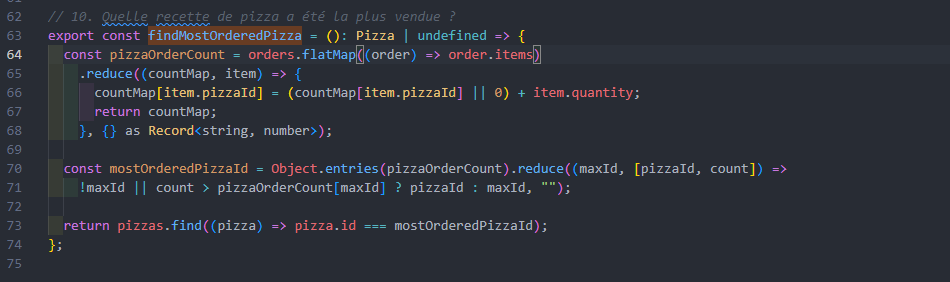 62 // 10. Quelle recette de pizza a été la plus vendue ?
63 export const findMostOrderedPizza = (): Pizza | undefined => {
64 const pizzaOrderCount = orders.flatMap((order) => order.items)
65 .reduce((countMap, item) => {
66 countMap[item.pizzaId] = (countMap[item.pizzaId] || 0) + item.quantity;
67 return countMap;
68 }, {} as Record<string, number>);
69
70 const mostOrderedPizzaId = Object.entries(pizzaOrderCount).reduce((maxId, [pizzaId, count]) =>
71 !maxId || count > pizzaOrderCount[maxId] ? pizzaId : maxId, "");
72
73 return pizzas.find((pizza) => pizza.id === mostOrderedPizzaId);
74 };
75